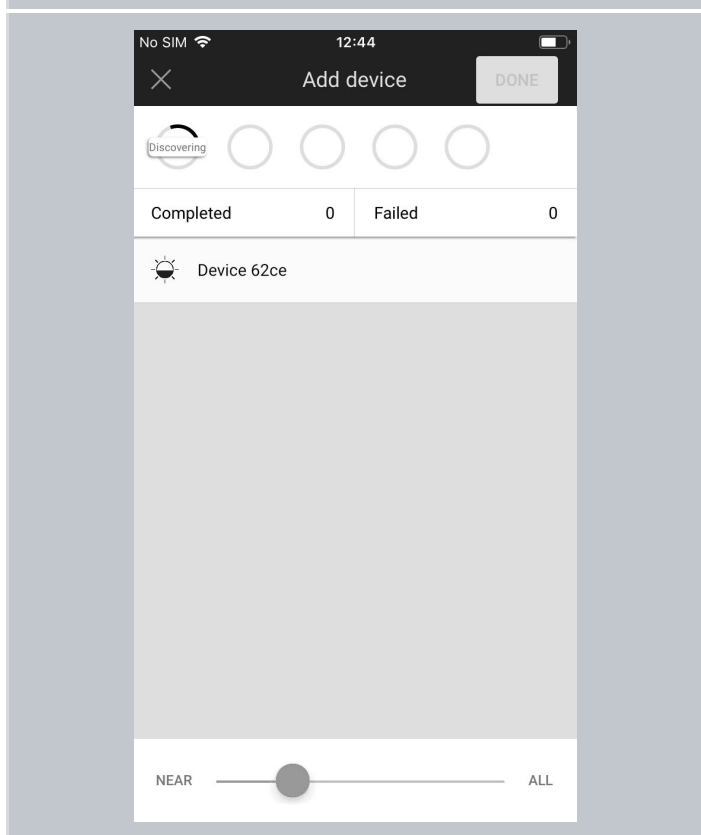 No SIM 12:44
Add device DONE
Discovering
Completed 0 Failed 0
Device 62ce
NEAR ALL